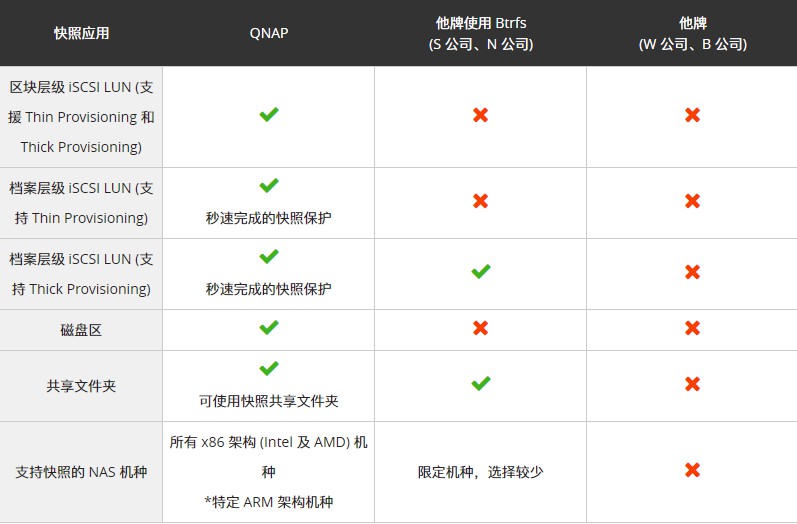 快照应用
QNAP
他牌使用 Btrfs
(S 公司、N 公司)
他牌
(W 公司、B 公司)
区块层级 iSCSI LUN (支
援 Thin Provisioning 和
Thick Provisioning)
档案层级 iSCSI LUN (支
持 Thin Provisioning)
秒速完成的快照保护
档案层级 iSCSI LUN (支
持 Thick Provisioning)
秒速完成的快照保护
磁盘区
共享文件夹
可使用快照共享文件夹
支持快照的 NAS 机种
所有 x86 架构 (Intel 及 AMD) 机
种
*特定 ARM 架构机种
限定机种，选择较少